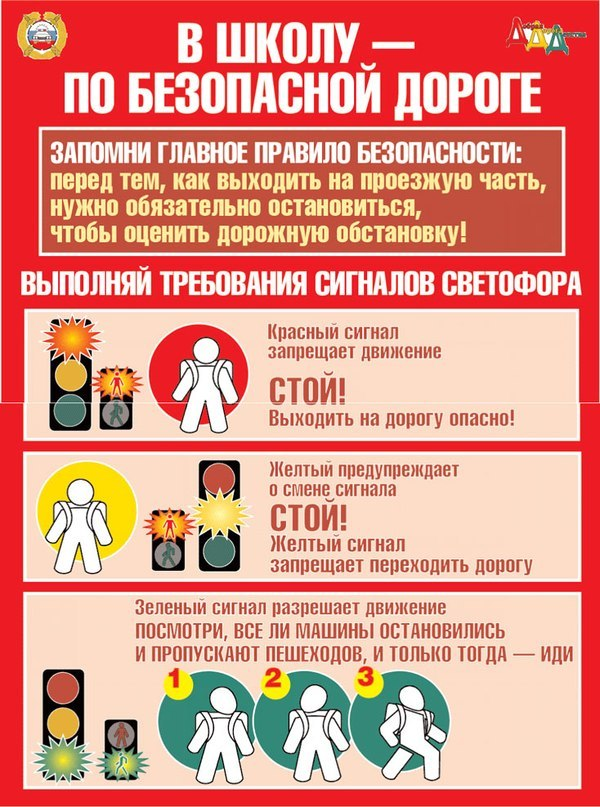 В ШКОЛУ —
ПО БЕЗОПАСНОЙ ДОРОГЕ
ЗАПОМНИ ГЛАВНОЕ ПРАВИЛО БЕЗОПАСНОСТИ:
перед тем, как выходить на проезжую часть,
нужно обязательно остановиться,
чтобы оценить дорожную обстановку!
ВЫПОЛНЯЙ ТРЕБОВАНИЯ СИГНАЛОВ СВЕТОФОРА
Красный сигнал
запрещает движение
СТОЙ!
Выходить на дорогу опасно!
Желтый предупреждает
о смене сигнала
СТОЙ!
Желтый сигнал
запрещает переходить дорогу
Зеленый сигнал разрешает движение
ПОСМОТРИ, ВСЕ ЛИ МАШИНЫ ОСТАНОВИЛИСЬ
И ПРОПУСКАЮТ ПЕШЕХОДОВ, И ТОЛЬКО ТОГДА — ИДИ
1 2 3